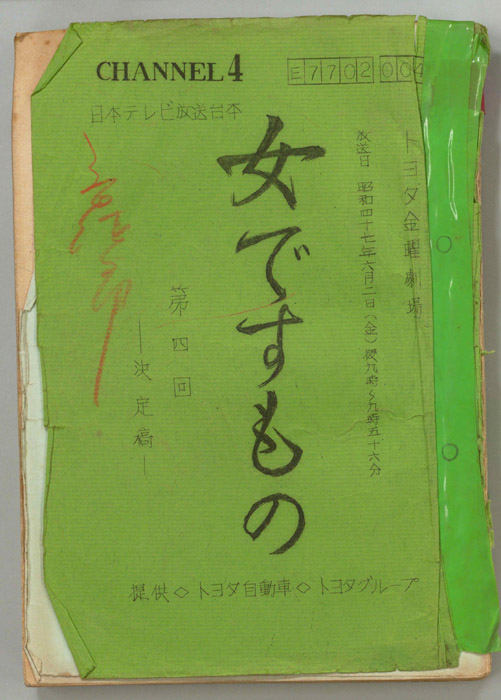 CHANNEL 4
E7702 004
日本テレビ放送台本
トヨタ金曜劇場
放送日 昭和四十七年六月二日(金)後九時~九時五十六分
女ですもの
第四回
―決定稿―
提供◇トヨタ自動車◇トヨタグループ